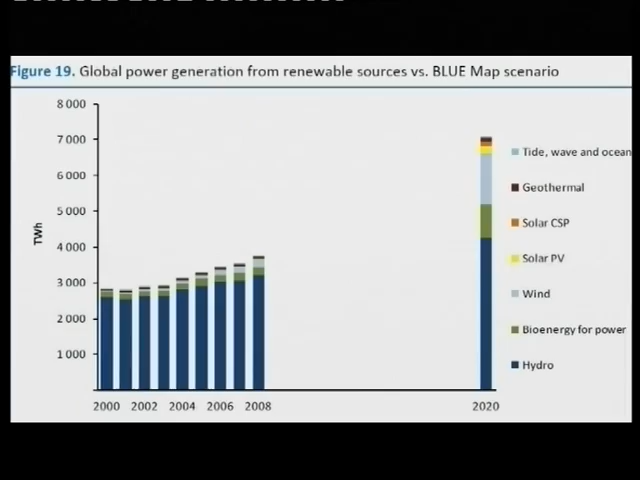 Figure 19. Global power generation from renewable sources vs. BLUE Map scenario
8 000
7 000
6 000
5 000
4 000
3 000
2 000
1 000
TWh
2000 2002 2004 2006 2008 2020
Tide, wave and ocean
Geothermal
Solar CSP
Solar PV
Wind
Bioenergy for power
Hydro